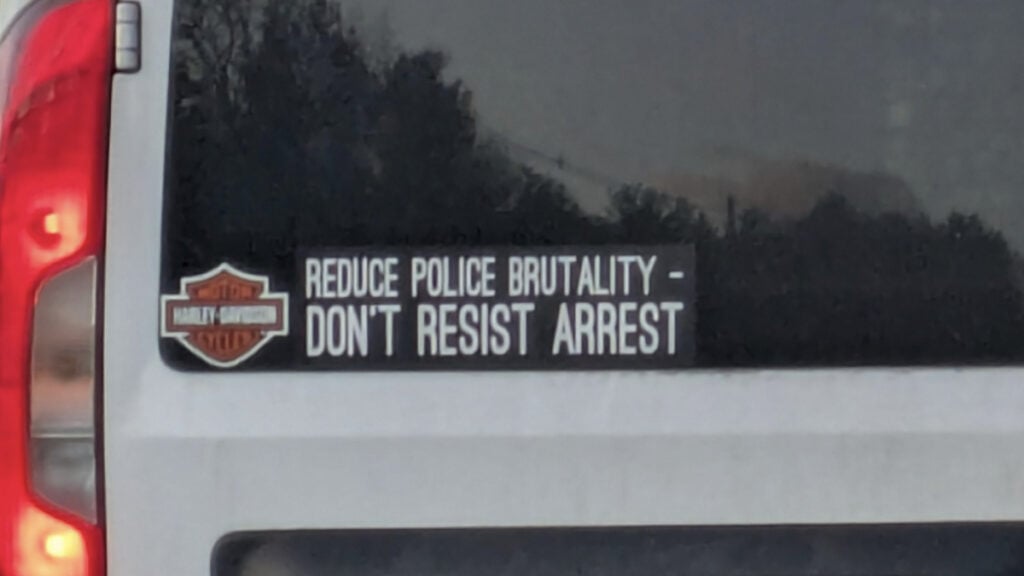 MOTOR
HARLEY-DAVIDSON
CYCLES
REDUCE POLICE BRUTALITY -
DON'T RESIST ARREST